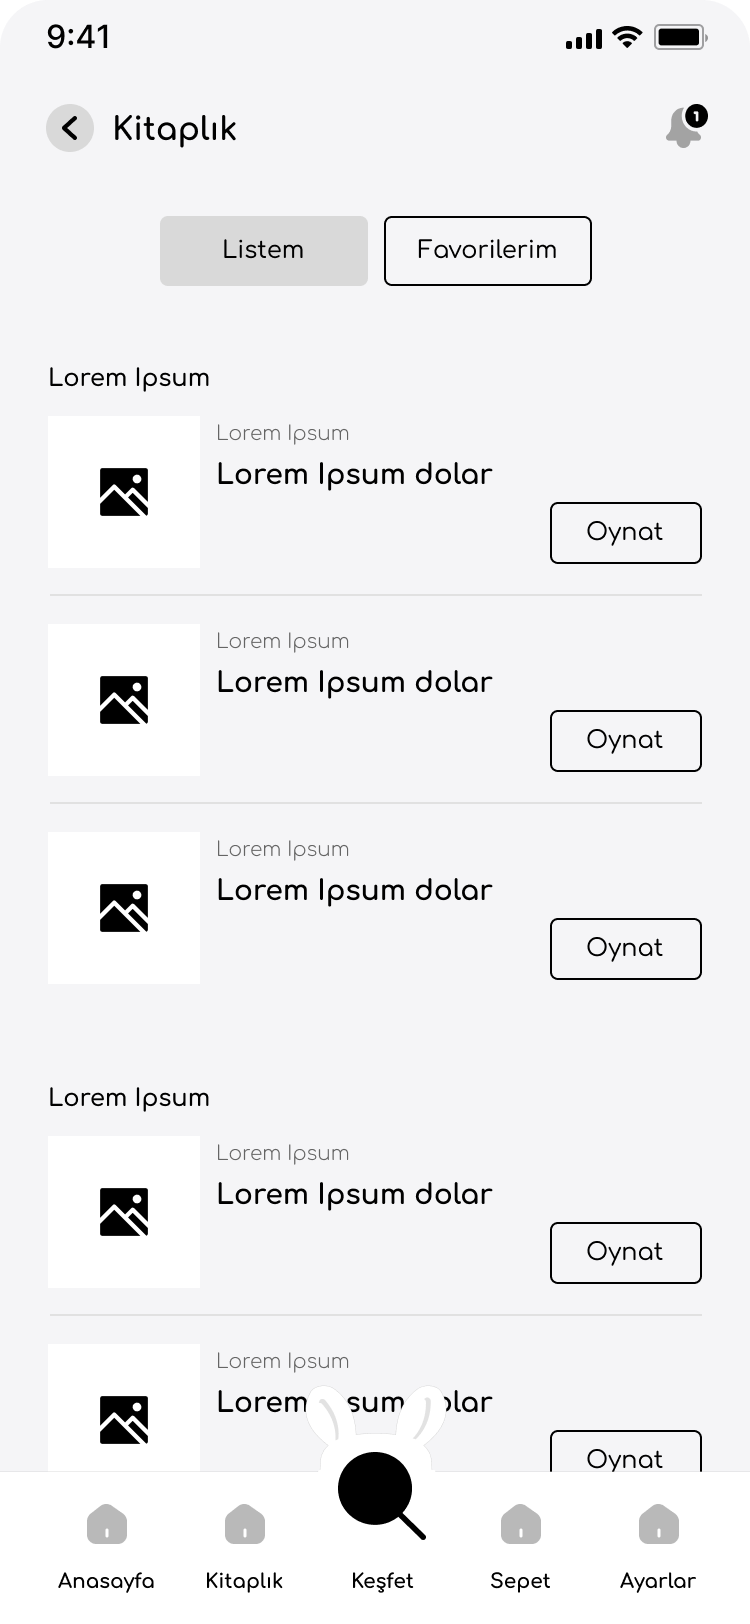 9:41
Kitaplık
1
Listem
Favorilerim
Lorem Ipsum
Lorem Ipsum
Lorem Ipsum dolar
Oynat
Lorem Ipsum
Lorem Ipsum dolar
Oynat
Lorem Ipsum
Lorem Ipsum dolar
Oynat
Lorem Ipsum
Lorem Ipsum
Lorem Ipsum dolar
Oynat
Lorem Ipsum
Lorem sum olar
Oynat
Anasayfa
Kitaplık
Keşfet
Sepet
Ayarlar